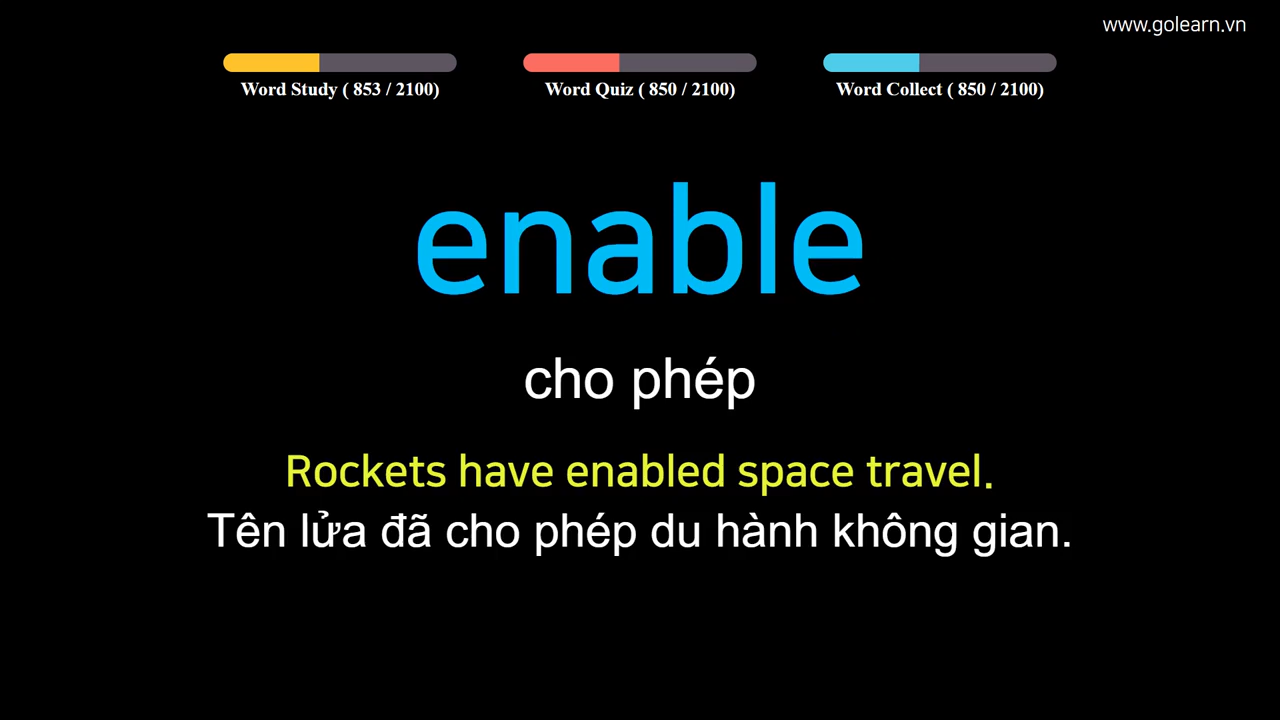 www.golearn.vn
Word Study ( 853 / 2100)
Word Quiz ( 850 / 2100)
Word Collect ( 850 / 2100)
enable
cho phép
Rockets have enabled space travel.
Tên lửa đã cho phép du hành không gian.